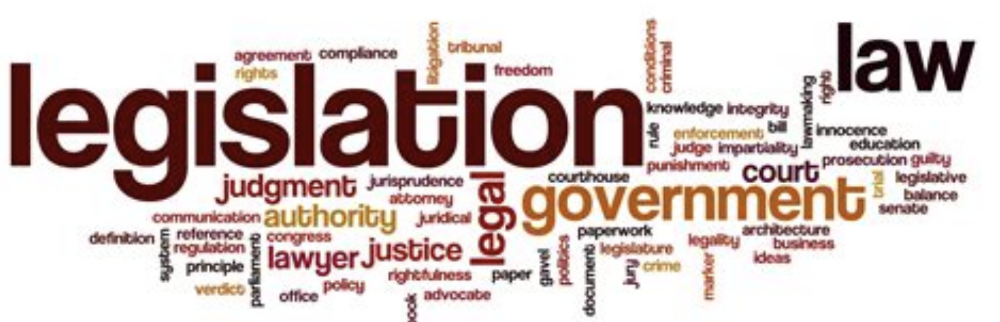 legislation
law
agreement compliance
rights
litigation
tribunal
freedom
conditions
criminal
knowledge integrity
lawmaking
right
rule
enforcement bill
innocence
judge impartiality
education
punishment
court
prosecution guilty
judgment
jurisprudence
legal
courthouse
government
trial
legislative
attorney
balance
communication authority
juridical
senate
definition
system
reference
congress
paperwork
architecture
regulation
parliament
lawyer justice
gavel
politics
document
legislature
legality
business
principle
jury
crime
marker
ideas
rightfulness
paper
verdict
office
policy
advocate